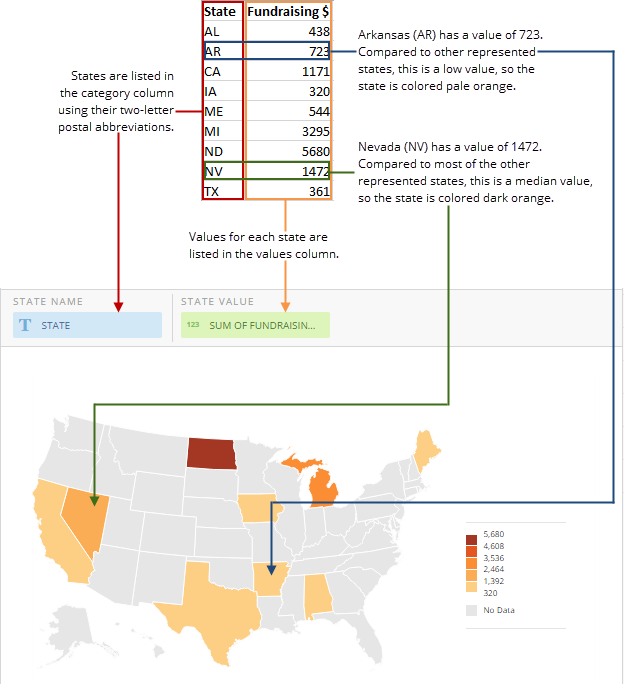 State Fundraising $
AL 438
AR 723
CA 1171
IA 320
ME 544
MI 3295
ND 5680
NV 1472
TX 361
Arkansas (AR) has a value of 723.
Compared to other represented
states, this is a low value, so the
state is colored pale orange.
States are listed in
the category column
using their two-letter
postal abbreviations.
Nevada (NV) has a value of 1472.
Compared to most of the other
represented states, this is a median value,
so the state is colored dark orange.
Values for each state are
listed in the values column.
STATE NAME
T STATE
STATE VALUE
123 SUM OF FUNDRAISIN...
5,680
4,608
3,536
2,464
1,392
320
No Data